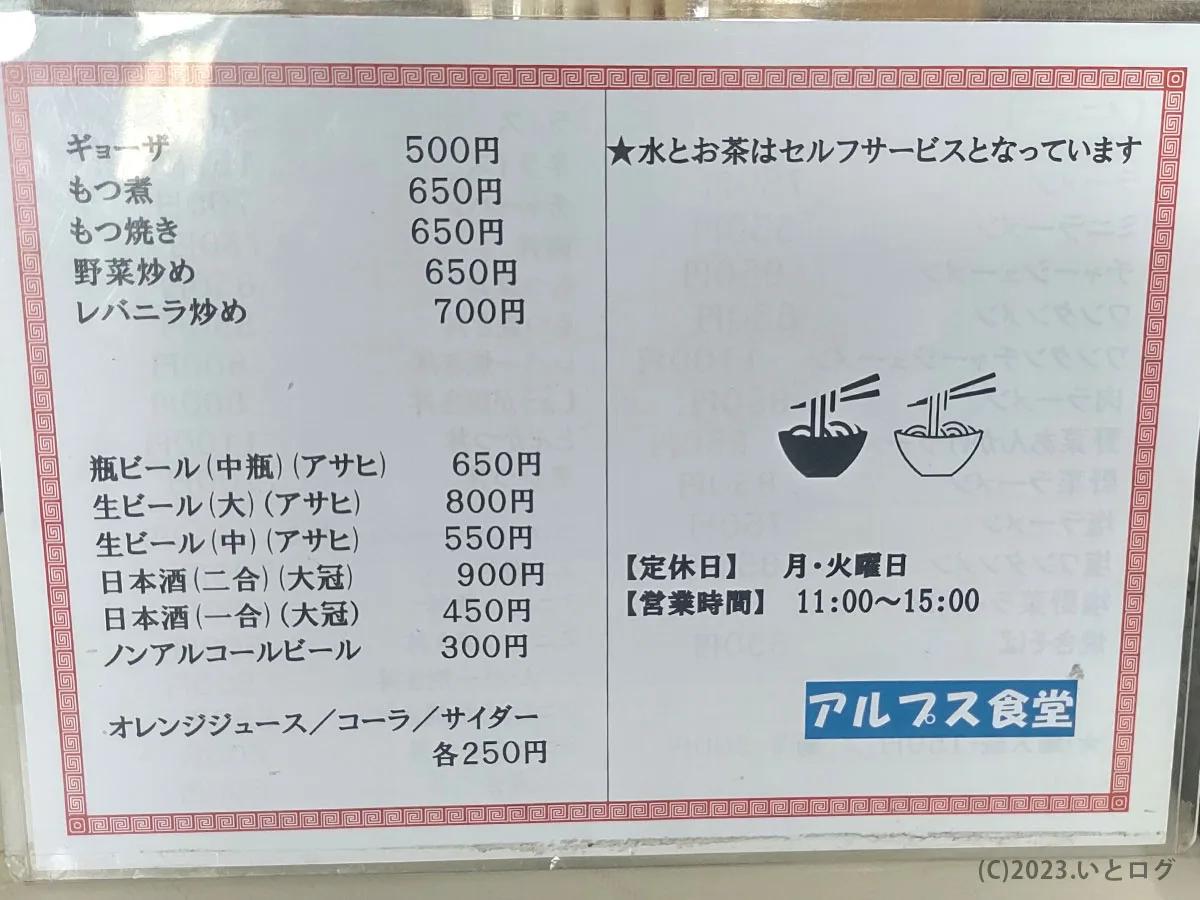 ギョーザ 500円
もつ煮 650円
もつ焼き 650円
野菜炒め 650円
レバニラ炒め 700円
瓶ビール(中瓶)(アサヒ) 650円
生ビール(大)(アサヒ) 800円
生ビール(中)(アサヒ) 550円
日本酒(二合)(大冠) 900円
日本酒(一合)(大冠) 450円
ノンアルコールビール 300円
オレンジジュース/コーラ/サイダー
各250円
★水とお茶はセルフサービスとなっています
【定休日】 月・火曜日
【営業時間】 11:00〜15:00
アルプス食堂
(C)2023.いとログ